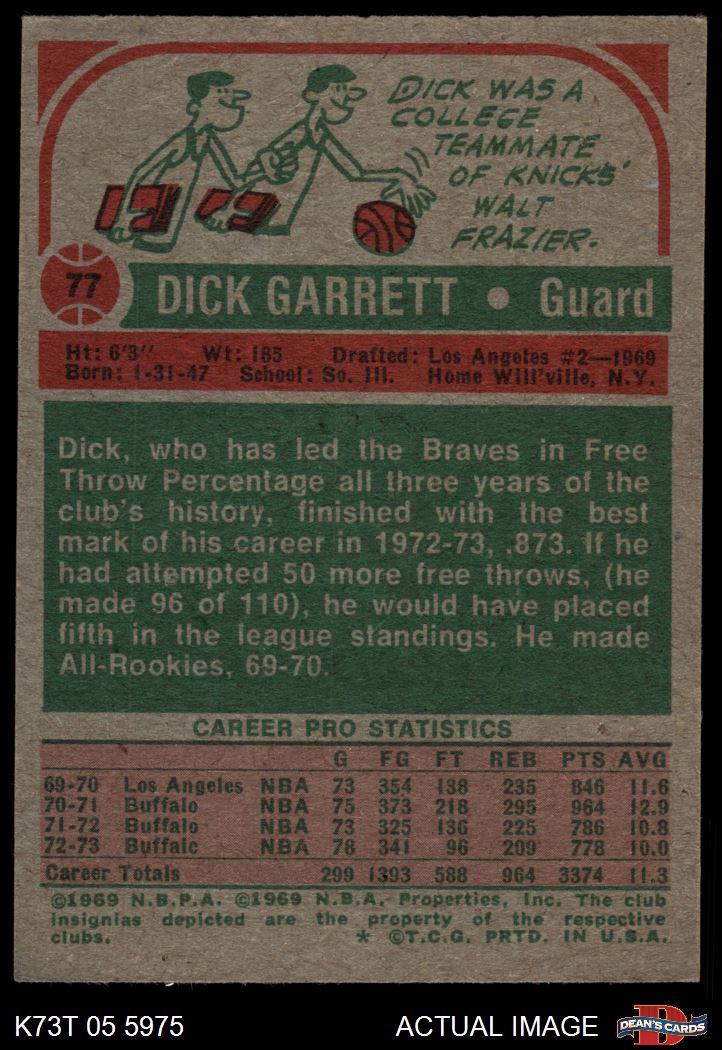 DICK WAS A
COLLEGE
TEAMMATE
OF KNICKS'
WALT
FRAZIER.
77
DICK GARRETT • Guard
Ht: 6'3" Wt: 185 Drafted: Los Angeles #2—1969
Born: 1-31-47 School: So. Ill. Home Will'ville, N.Y.
Dick, who has led the Braves in Free
Throw Percentage all three years of the
club's history, finished with the best
mark of his career in 1972-73, .873. If he
had attempted 50 more free throws, (he
made 96 of 110), he would have placed
fifth in the league standings. He made
All-Rookies, 69-70.
CAREER PRO STATISTICS
G FG FT REB PTS AVG
69-70 Los Angeles NBA 73 354 138 235 846 11.6
70-71 Buffalo NBA 75 373 218 295 964 12.9
71-72 Buffalo NBA 73 325 136 225 786 10.8
72-73 Buffalo NBA 78 341 96 209 778 10.0
Career Totals 299 1393 588 964 3374 11.3
©1969 N.B.P.A. ©1969 N.B.A. Properties, Inc. The club
insignias depicted are the property of the respective
clubs. * ©T.C.G. PRTD. IN U.S.A.
K73T 05 5975 ACTUAL IMAGE
D
DEAN'S CARDS